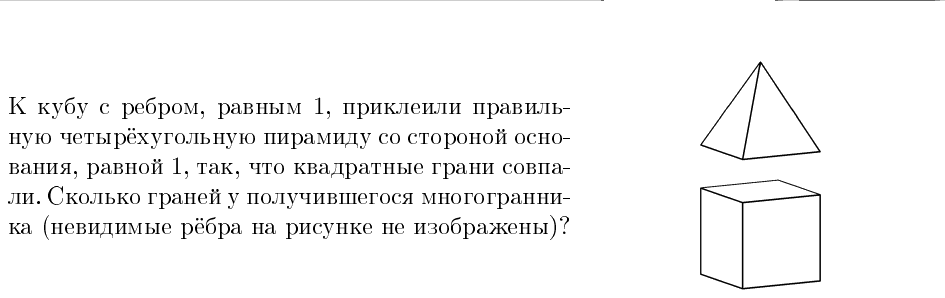 К кубу с ребром, равным 1, приклеили правиль-
ную четырёхугольную пирамиду со стороной осно-
вания, равной 1, так, что квадратные грани совпа-
ли. Сколько граней у получившегося многогранни-
ка (невидимые рёбра на рисунке не изображены)?